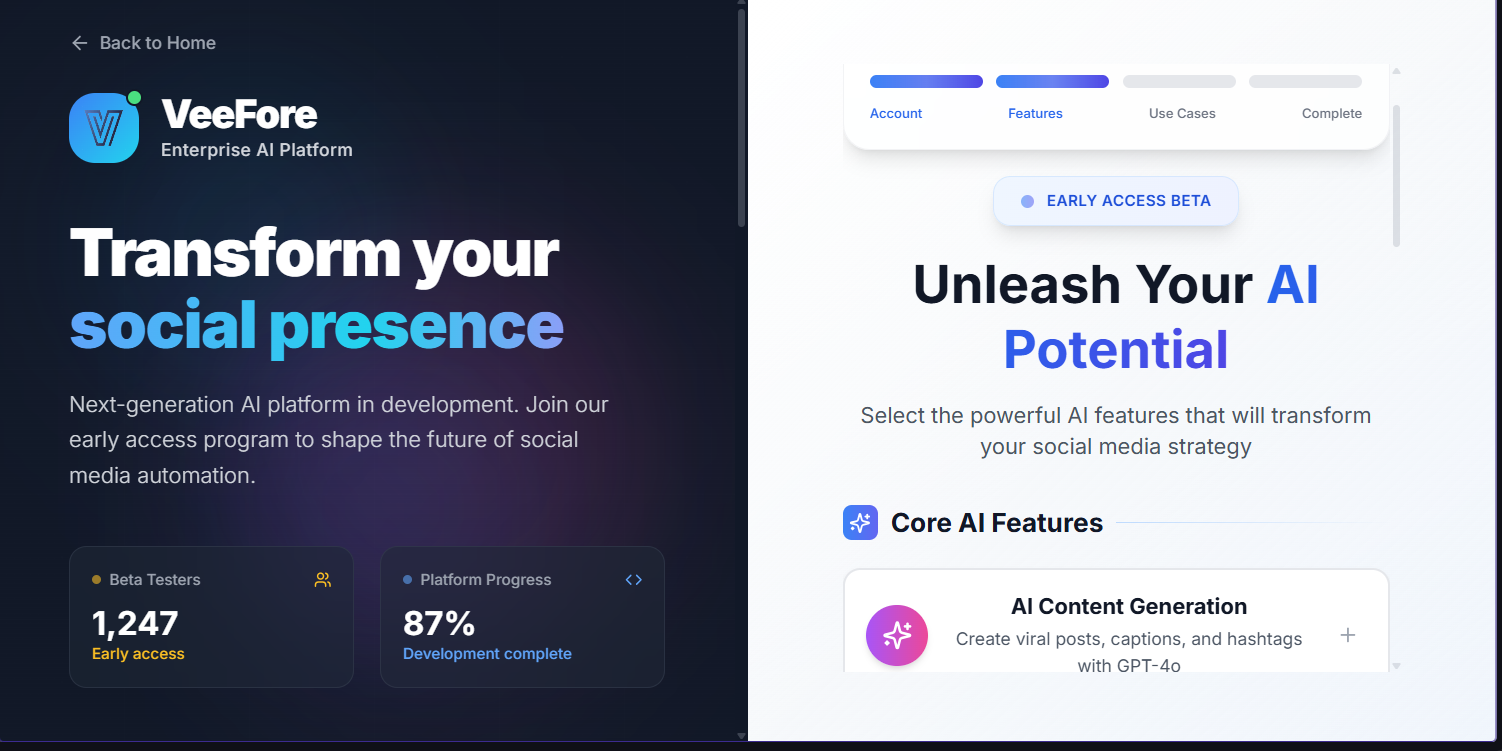 Back to Home
V
VeeFore
Enterprise AI Platform
Transform your
social presence
Next-generation AI platform in development. Join our
early access program to shape the future of social
media automation.
Beta Testers
1,247
Early access
Platform Progress
87%
Development complete
Account
Features
Use Cases
Complete
EARLY ACCESS BETA
Unleash Your AI
Potential
Select the powerful AI features that will transform
your social media strategy
Core AI Features
AI Content Generation
Create viral posts, captions, and hashtags
with GPT-4o